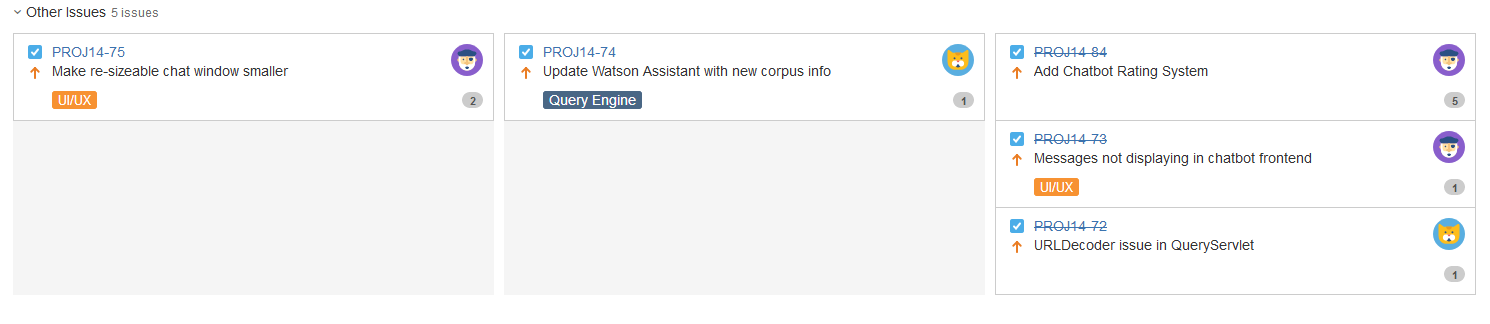 Other Issues 5 issues
PROJ14-75
Make re-sizeable chat window smaller
UI/UX 2
PROJ14-74
Update Watson Assistant with new corpus info
Query Engine 1
PROJ14-84
Add Chatbot Rating System
5
PROJ14-73
Messages not displaying in chatbot frontend
UI/UX 1
PROJ14-72
URLDecoder issue in QueryServlet
1